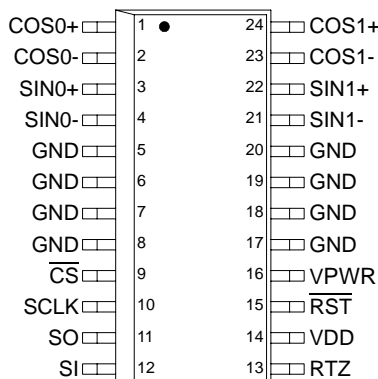 COS0+ 1 24 COS1+
COS0- 2 23 COS1-
SIN0+ 3 22 SIN1+
SIN0- 4 21 SIN1-
GND 5 20 GND
GND 6 19 GND
GND 7 18 GND
GND 8 17 GND
C̅S̅ 9 16 VPWR
SCLK 10 15 R̅S̅T̅
SO 11 14 VDD
SI 12 13 RTZ